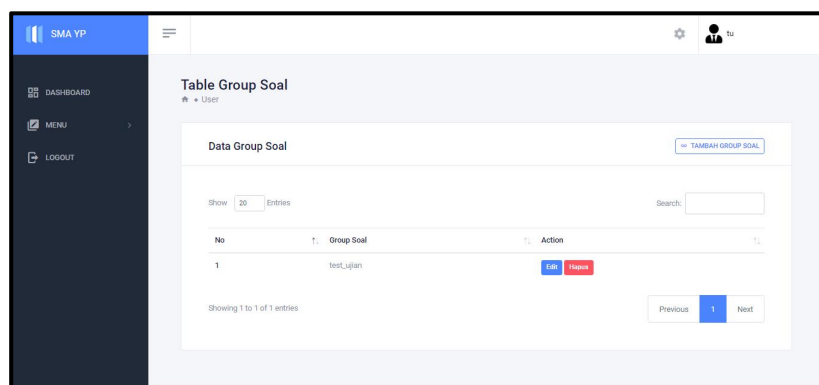 SMA YP
tu
DASHBOARD
MENU
LOGOUT
Table Group Soal
User
Data Group Soal
TAMBAH GROUP SOAL
Show 20 Entries
Search:
No Group Soal Action
1 test_ujian Edit Hapus
Showing 1 to 1 of 1 entries
Previous 1 Next